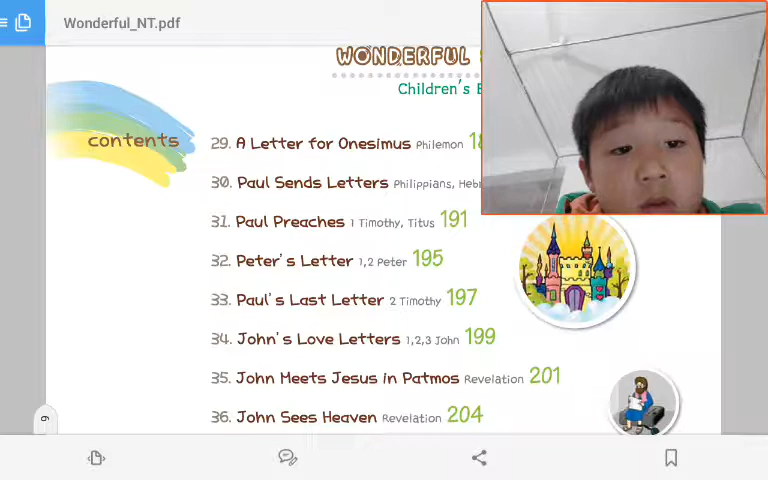 Wonderful_NT.pdf
WONDERFUL
Children's
contents
29. A Letter for Onesimus Philemon
30. Paul Sends Letters Philippians,
31. Paul Preaches 1 Timothy, Titus 191
32. Peter's Letter 1,2 Peter 195
33. Paul's Last Letter 2 Timothy 197
34. John's Love Letters 1,2,3 John 199
35. John Meets Jesus in Patmos Revelation 201
36. John Sees Heaven Revelation 204